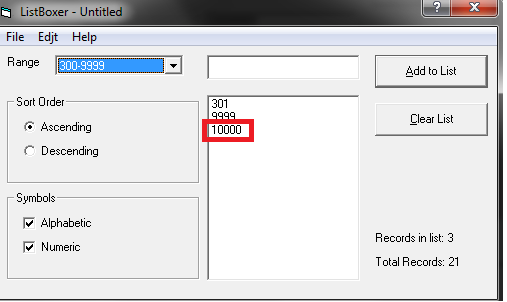 ListBoxer - Untitled
File Edjt Help
Range 300-9999 Add to List
Sort Order
Ascending
Descending
301
9999
10000
Clear List
Symbols
Alphabetic
Numeric
Records in list: 3
Total Records: 21